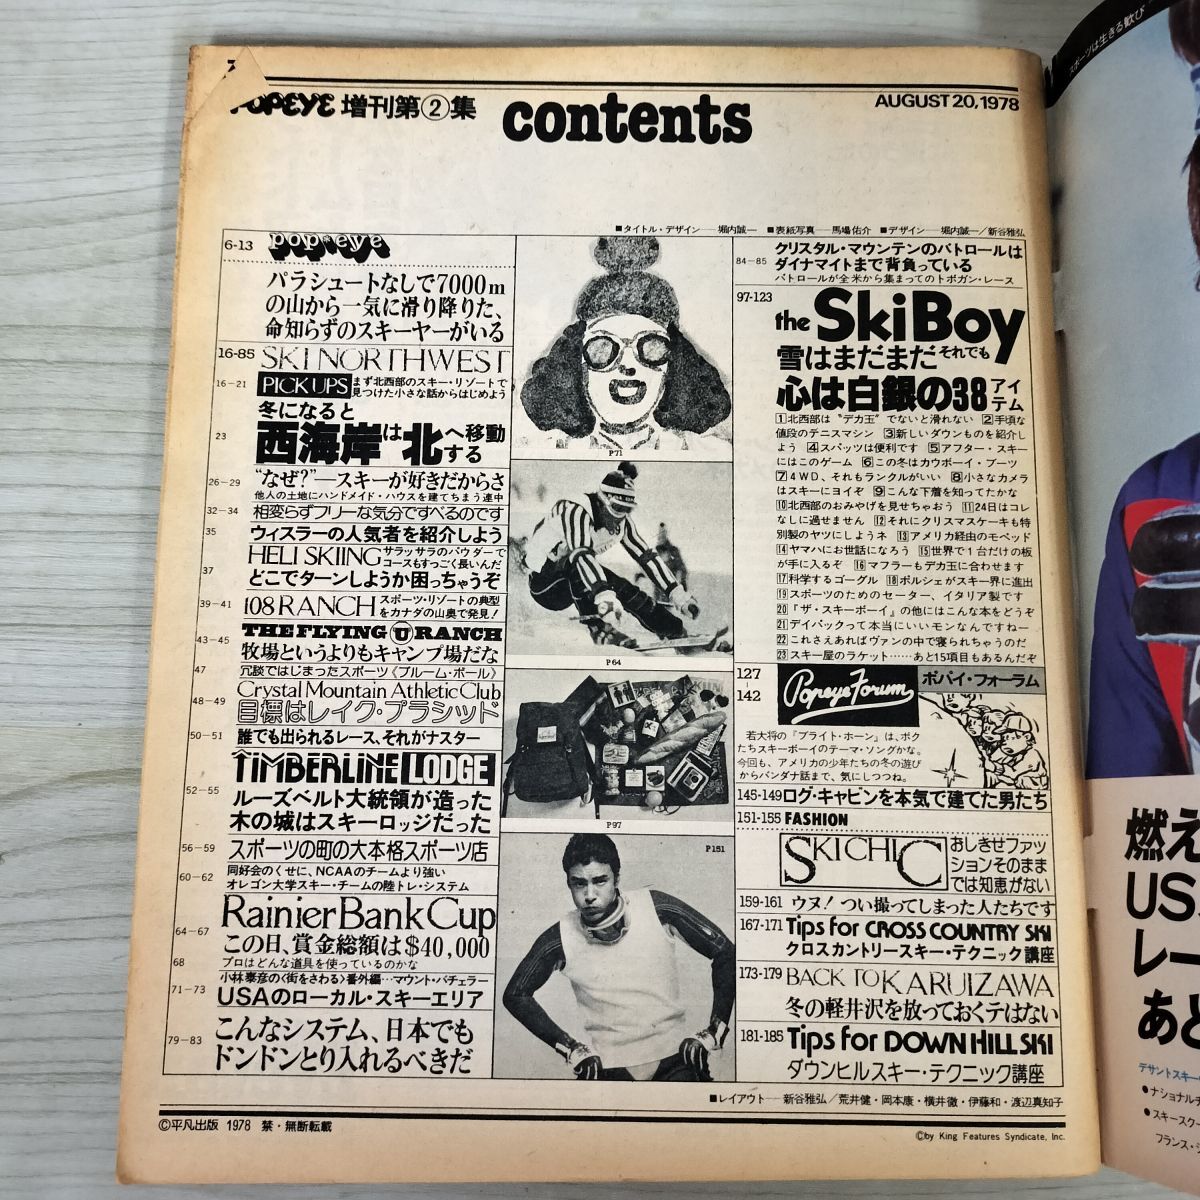 POPEYE 増刊第②集
contents
AUGUST 20, 1978
■タイトル・デザイン──堀内誠一 ■表紙写真──馬場佑介 ■デザイン──堀内誠一／新谷雅弘
6-13 pop•eye
パラシュートなしで7000m
の山から一気に滑り降りた、
命知らずのスキーヤーがいる
16-85 SKI NORTHWEST
16-21 PICK UPS まず北西部のスキー・リゾートで
見つけた小さな話からはじめよう
冬になると
23 西海岸は北へ移動する
26-29 “なぜ?”—スキーが好きだからさ
他人の土地にハンドメイド・ハウスを建てちまう連中
32-34 相変らずフリーな気分ですべるのです
35 ウィスラーの人気者を紹介しよう
37 HELI SKIING サラッサラのパウダーで
コースもすっごく長いんだ
どこでターンしようか困っちゃうぞ
39-41 108 RANCH スポーツ・リゾートの典型
をカナダの山奥で発見!
43-45 THE FLYING U RANCH
牧場というよりもキャンプ場だな
47 冗談ではじまったスポーツ《ブルーム・ボール》
48-49 Crystal Mountain Athletic Club
目標はレイク・プラシッド
50-51 誰でも出られるレース、それがナスター
52-55 TIMBERLINE LODGE
ルーズベルト大統領が造った
木の城はスキーロッジだった
56-59 スポーツの町の大本格スポーツ店
60-62 同好会のくせに、NCAAのチームより強い
オレゴン大学スキー・チームの陸トレ・システム
64-67 Rainier Bank Cup
この日、賞金総額は$40,000
68 プロはどんな道具を使っているのかな
71-73 小林泰彦の〈街をさわる〉番外編…マウント・バチェラー
USAのローカル・スキーエリア
79-83 こんなシステム、日本でも
ドンドンとり入れるべきだ
P71
P64
P97
P151
84-85 クリスタル・マウンテンのパトロールは
ダイナマイトまで背負っている
パトロールが全米から集まってのトボガン・レース
97-123 the Ski Boy
雪はまだまだそれでも
心は白銀の38アイテム
1北西部は“デカ玉”でないと滑れない 2手頃な
値段のテニスマシン 3新しいダウンものを紹介し
よう 4スパッツは便利です 5アフター・スキー
にはこのゲーム 6この冬はカウボーイ・ブーツ
7 4WD、それもランクルがいい 8小さなカメラ
はスキーにヨイぞ 9こんな下着を知ってたかな
10北西部のおみやげを見せちゃおう 11 24日はコレ
なしに過せません 12それにクリスマスケーキも特
別製のヤツにしようネ 13アメリカ経由のモペッド
14ヤマハにお世話になろう 15世界で1台だけの板
が手に入るぞ 16マフラーもデカ玉に合わせます
17科学するゴーグル 18ポルシェがスキー界に進出
19スポーツのためのセーター、イタリア製です
20『ザ・スキーボーイ』の他にはこんな本をどうぞ
21デイパックって本当にいいモンなんですねー
22これさえあればヴァンの中で寝られちゃうのだ
23スキー屋のラケット……あと15項目もあるんだぞ
127-142 Popeye Forum ポパイ・フォーラム
若大将の「ブライト・ホーン」は、ボク
たちスキーボーイのテーマ・ソングかな。
今回も、アメリカの少年たちの冬の遊び
からバンダナ話まで、気にしつつね。
145-149 ログ・キャビンを本気で建てた男たち
151-155 FASHION
SKI CHIC おしきせファッ
ションそのまま
では知恵がない
159-161 ウヌ! つい撮ってしまった人たちです
167-171 Tips for CROSS COUNTRY SKI
クロスカントリースキー・テクニック講座
173-179 BACK TO KARUIZAWA
冬の軽井沢を放っておくテはない
181-185 Tips for DOWN HILL SKI
ダウンヒルスキー・テクニック講座
■レイアウト──新谷雅弘／荒井健・岡本康・横井徹・伊藤和・渡辺真知子
©平凡出版 1978 禁・無断転載
©by King Features Syndicate, Inc.
スポーツは生きる歓び
燃え
US
レー
あと
デサントスキー
●ナショナルチ
●スキースクー
フランス・シ